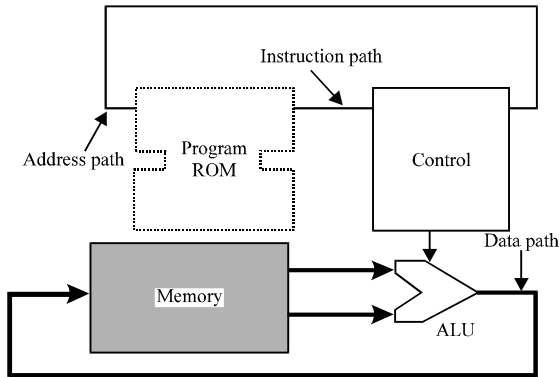 Instruction path
Address path
Program
ROM
Control
Data path
Memory
ALU